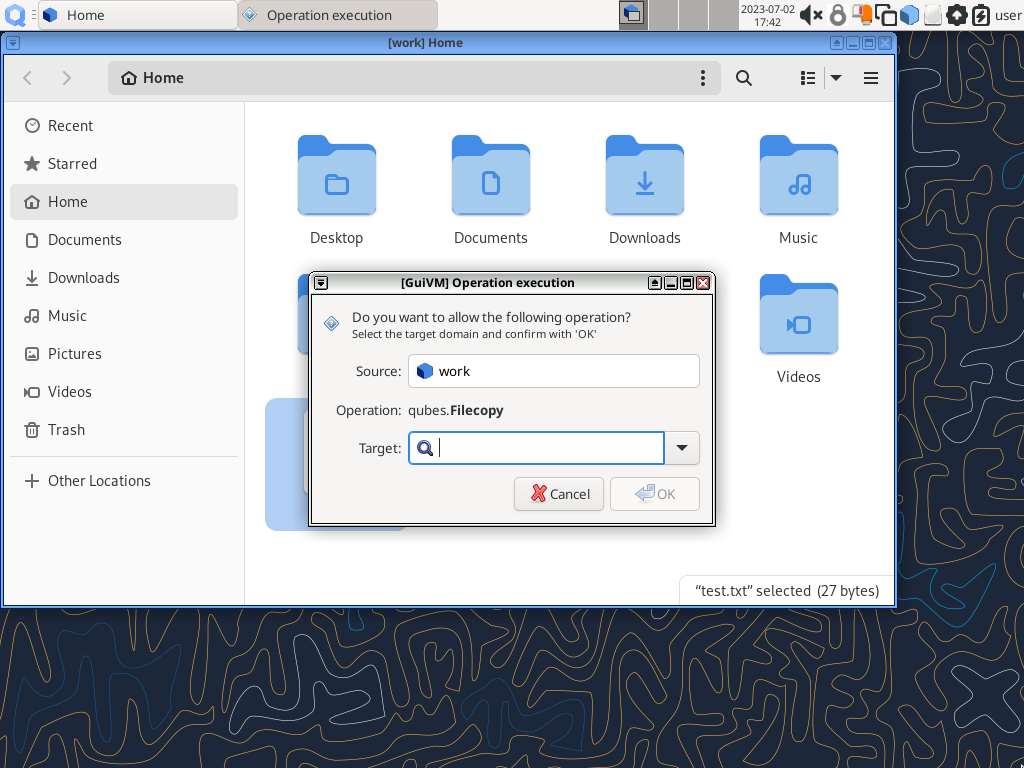 Home
Operation execution
2023-07-02
17:42
user
[work] Home
Home
Recent
Starred
Home
Documents
Downloads
Music
Pictures
Videos
Trash
Other Locations
Desktop
Documents
Downloads
Music
Videos
[GuiVM] Operation execution
Do you want to allow the following operation?
Select the target domain and confirm with 'OK'
Source: work
Operation: qubes.Filecopy
Target:
Cancel
OK
“test.txt” selected (27 bytes)